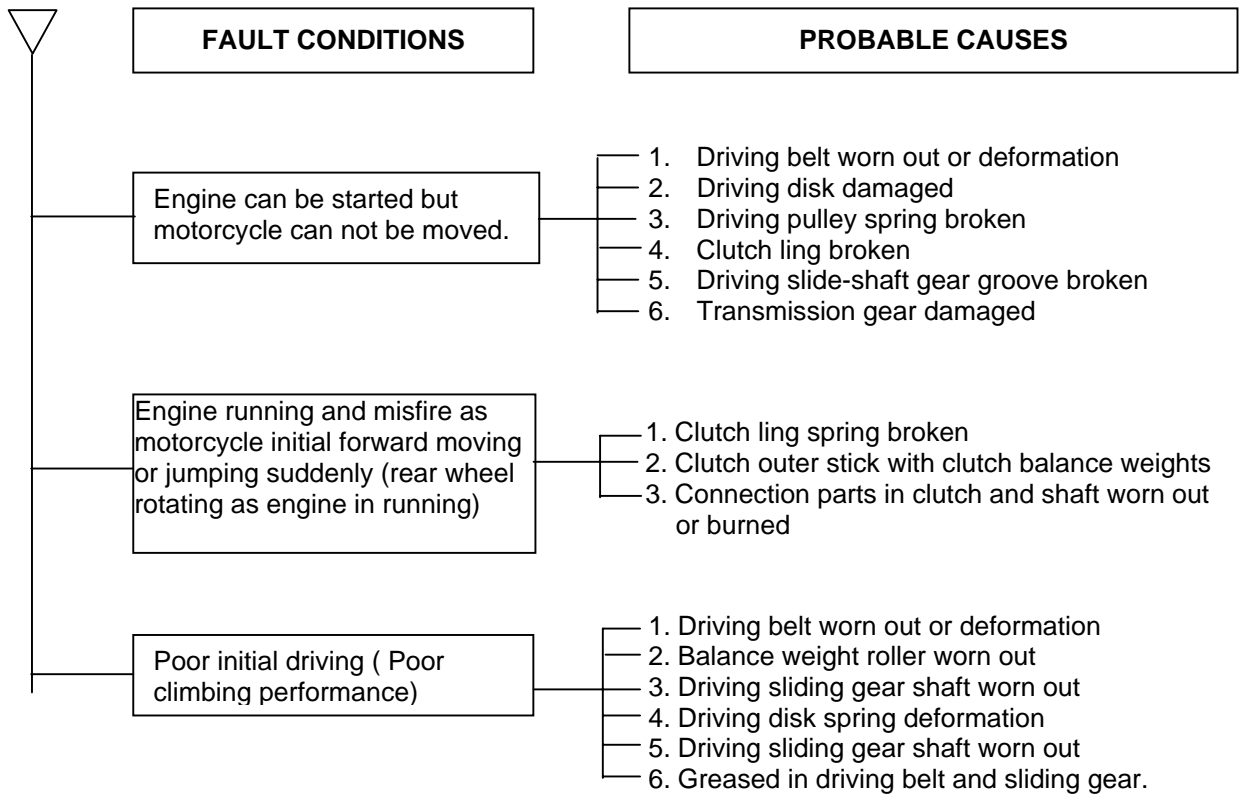 FAULT CONDITIONS
PROBABLE CAUSES
Engine can be started but
motorcycle can not be moved.
1. Driving belt worn out or deformation
2. Driving disk damaged
3. Driving pulley spring broken
4. Clutch ling broken
5. Driving slide-shaft gear groove broken
6. Transmission gear damaged
Engine running and misfire as
motorcycle initial forward moving
or jumping suddenly (rear wheel
rotating as engine in running)
1. Clutch ling spring broken
2. Clutch outer stick with clutch balance weights
3. Connection parts in clutch and shaft worn out
or burned
Poor initial driving ( Poor
climbing performance)
1. Driving belt worn out or deformation
2. Balance weight roller worn out
3. Driving sliding gear shaft worn out
4. Driving disk spring deformation
5. Driving sliding gear shaft worn out
6. Greased in driving belt and sliding gear.